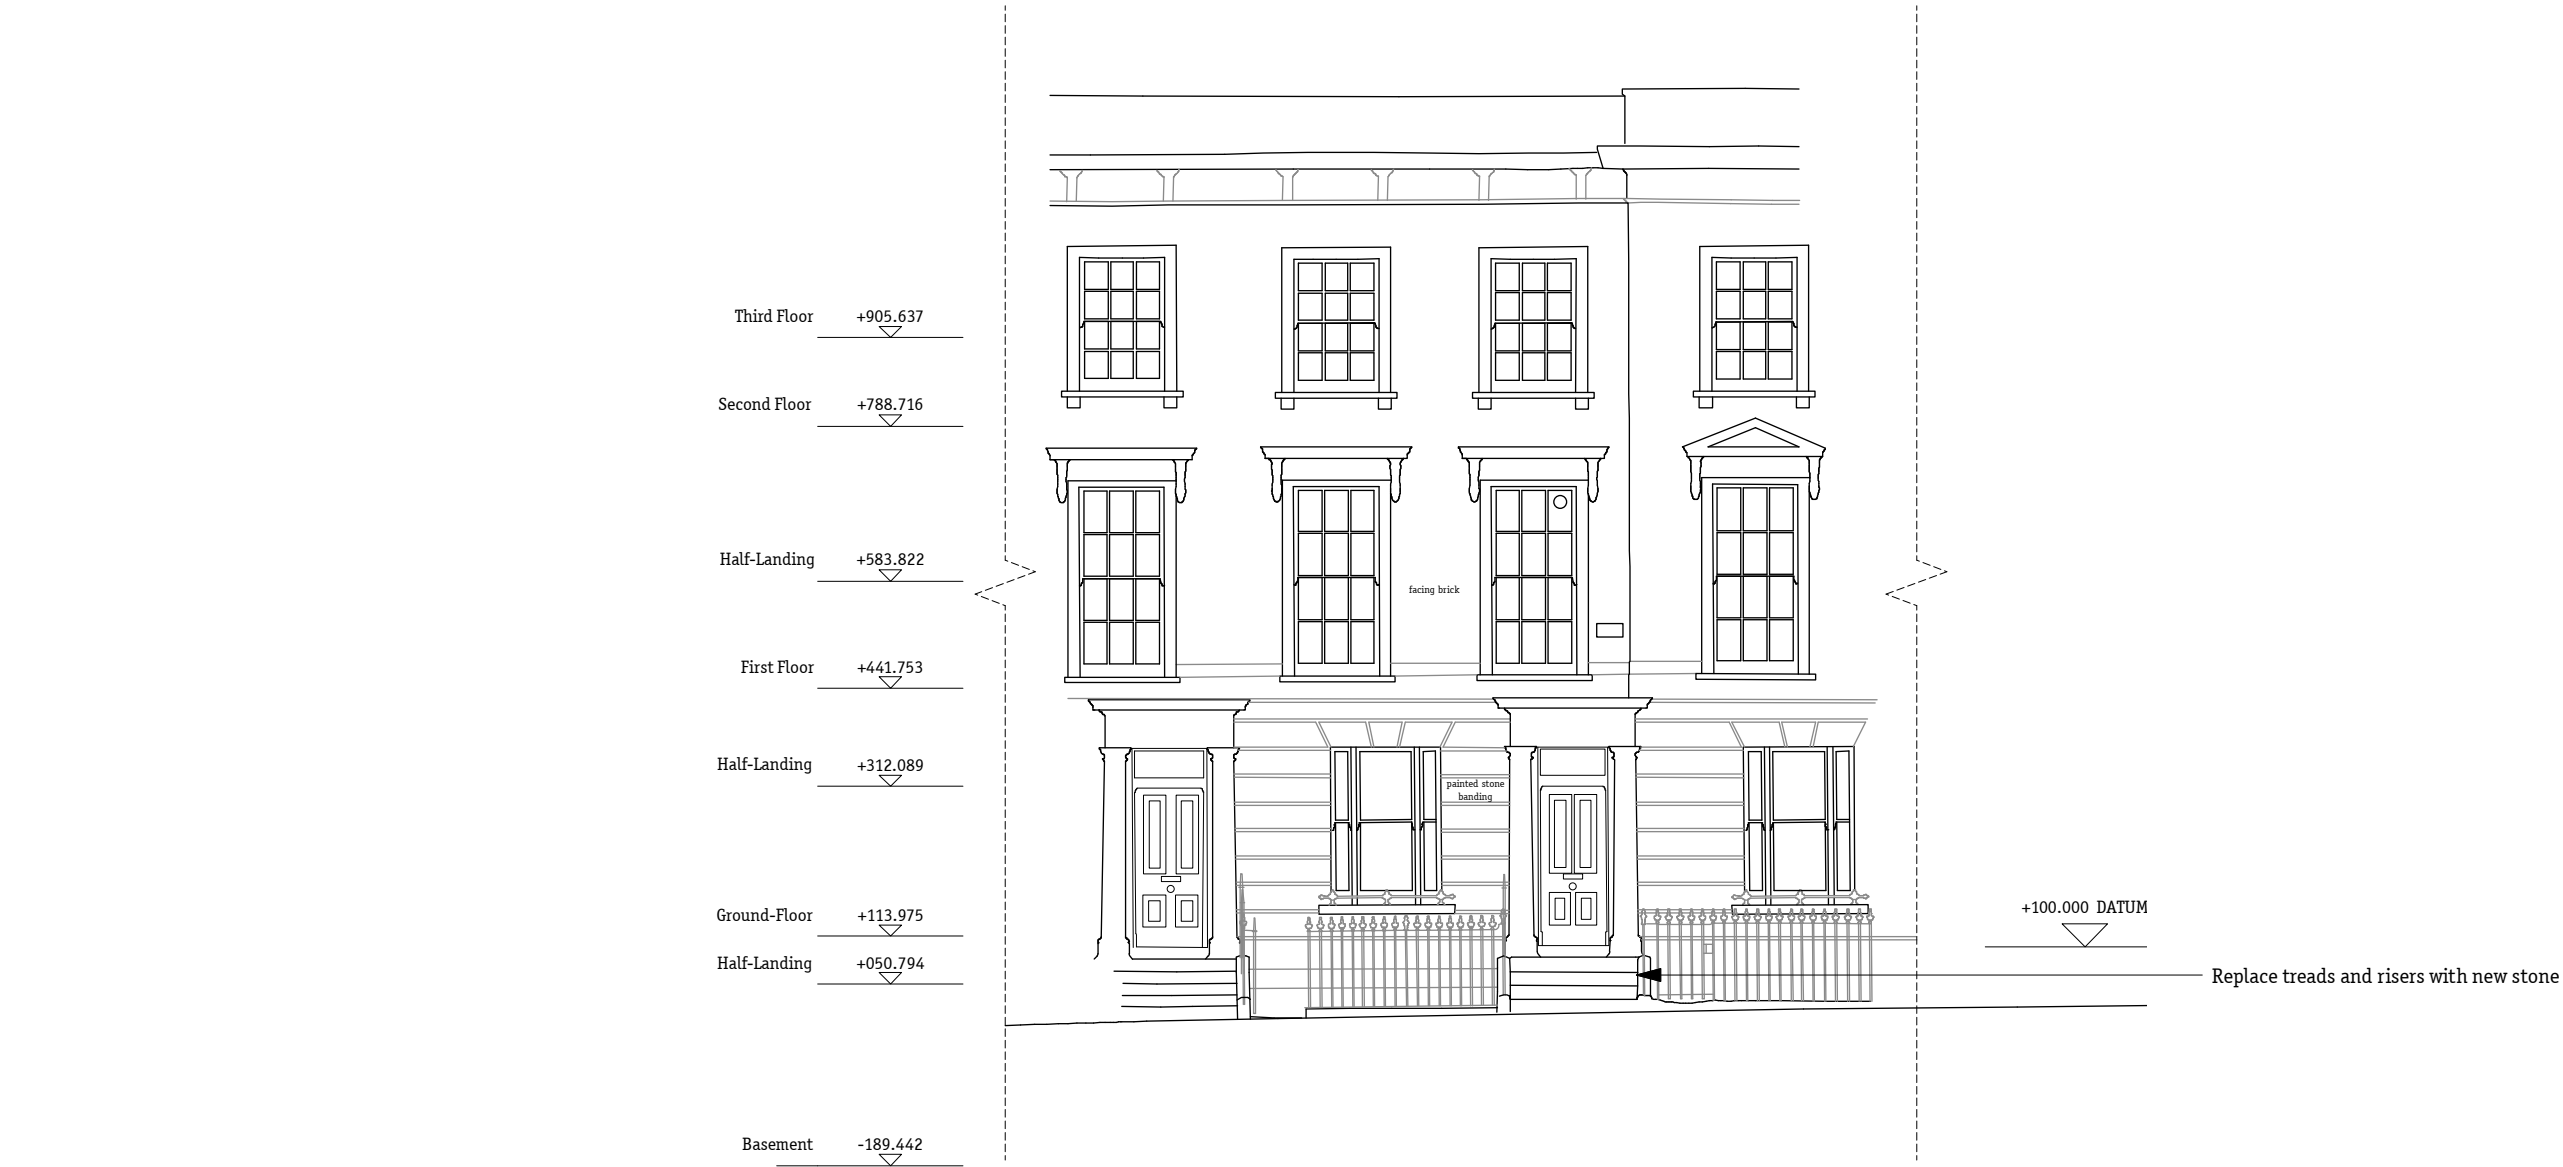 Third Floor +905.637
Second Floor +788.716
Half-Landing +583.822
facing brick
First Floor +441.753
Half-Landing +312.089
painted stone
banding
Ground-Floor +113.975
+100.000 DATUM
Half-Landing +050.794
Replace treads and risers with new stone
Basement -189.442